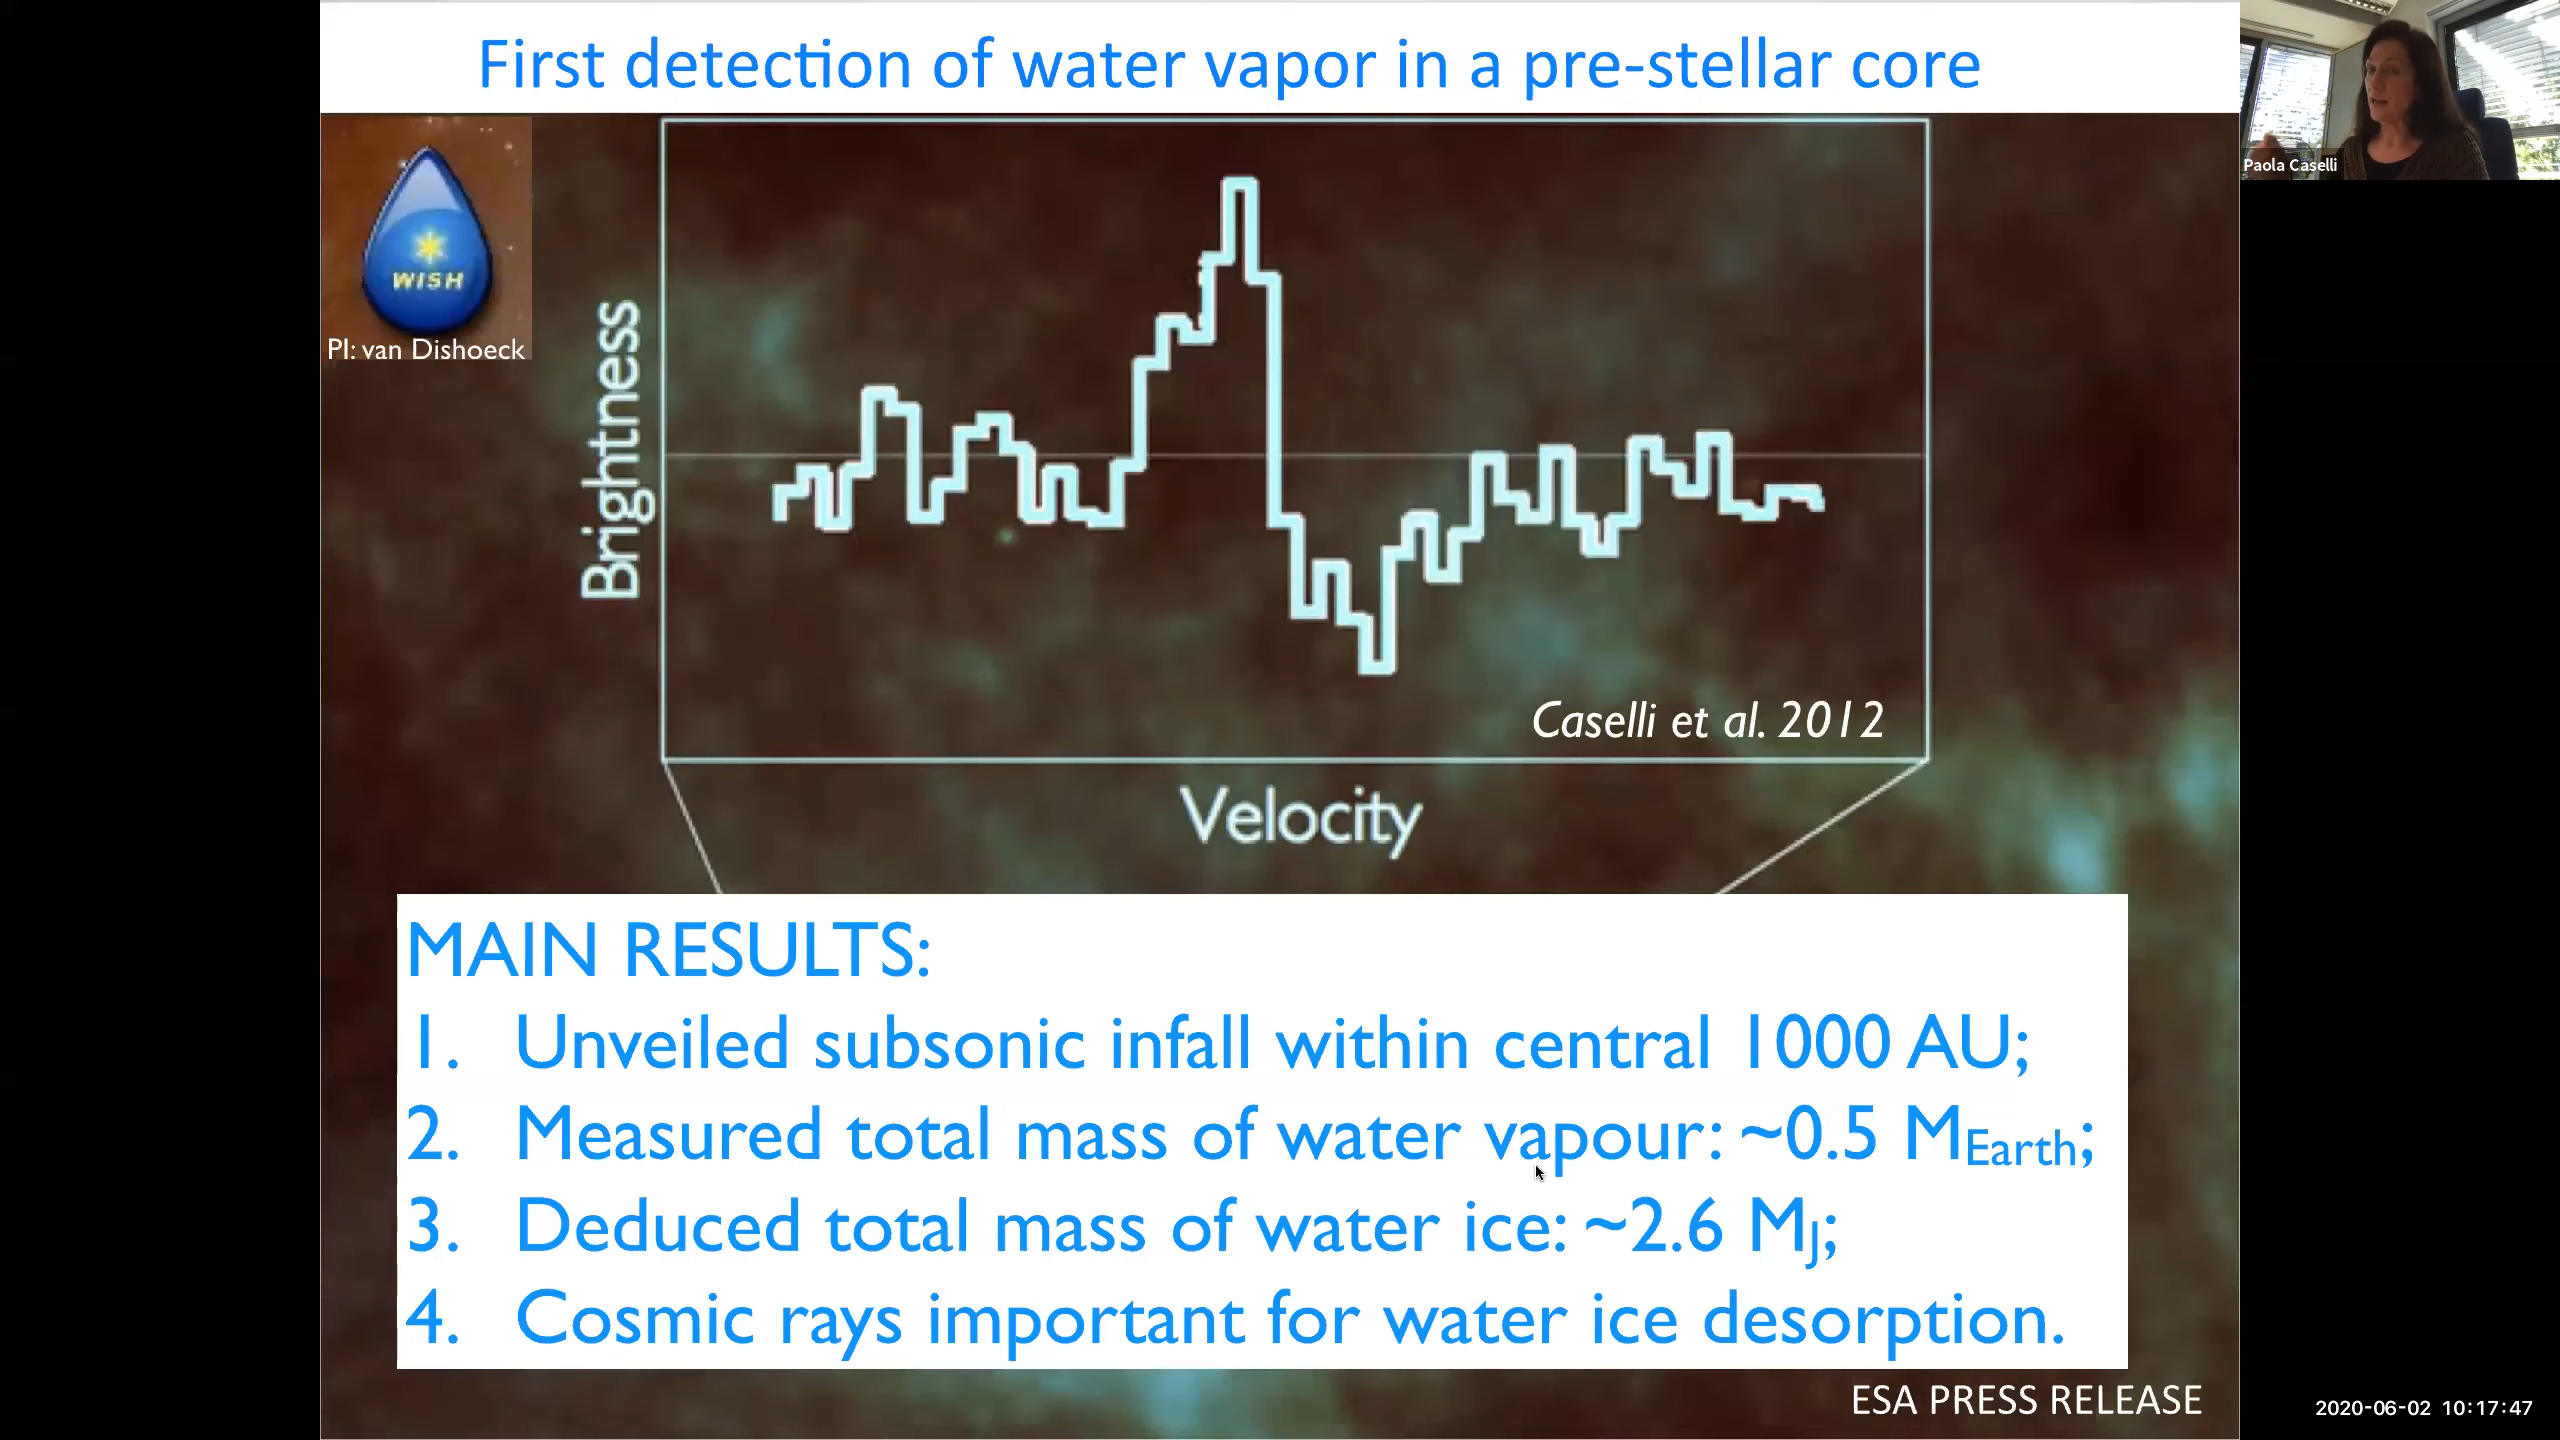 First detection of water vapor in a pre-stellar core
Paola Caselli
WISH
PI: van Dishoeck
Brightness
Caselli et al. 2012
Velocity
MAIN RESULTS:
1. Unveiled subsonic infall within central 1000 AU;
2. Measured total mass of water vapour: ~0.5 MEarth;
3. Deduced total mass of water ice: ~2.6 MJ;
4. Cosmic rays important for water ice desorption.
ESA PRESS RELEASE
2020-06-02 10:17:47